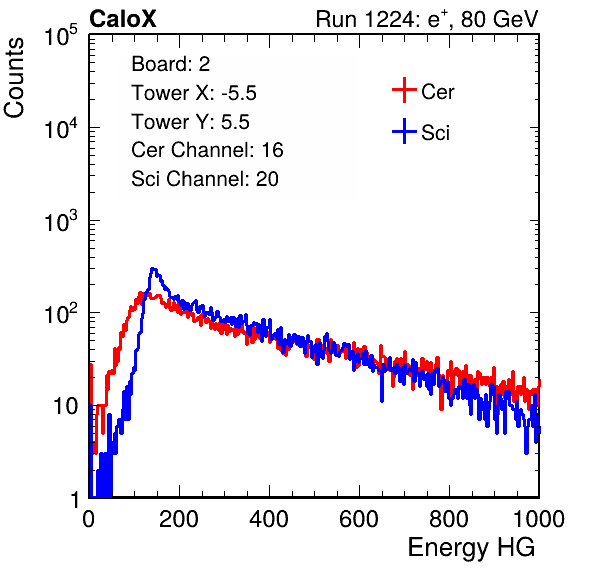 CaloX Run 1224: e⁺, 80 GeV
Counts
10⁵
10⁴
10³
10²
10
1
Board: 2
Tower X: -5.5
Tower Y: 5.5
Cer Channel: 16
Sci Channel: 20
Cer
Sci
0 200 400 600 800 1000
Energy HG